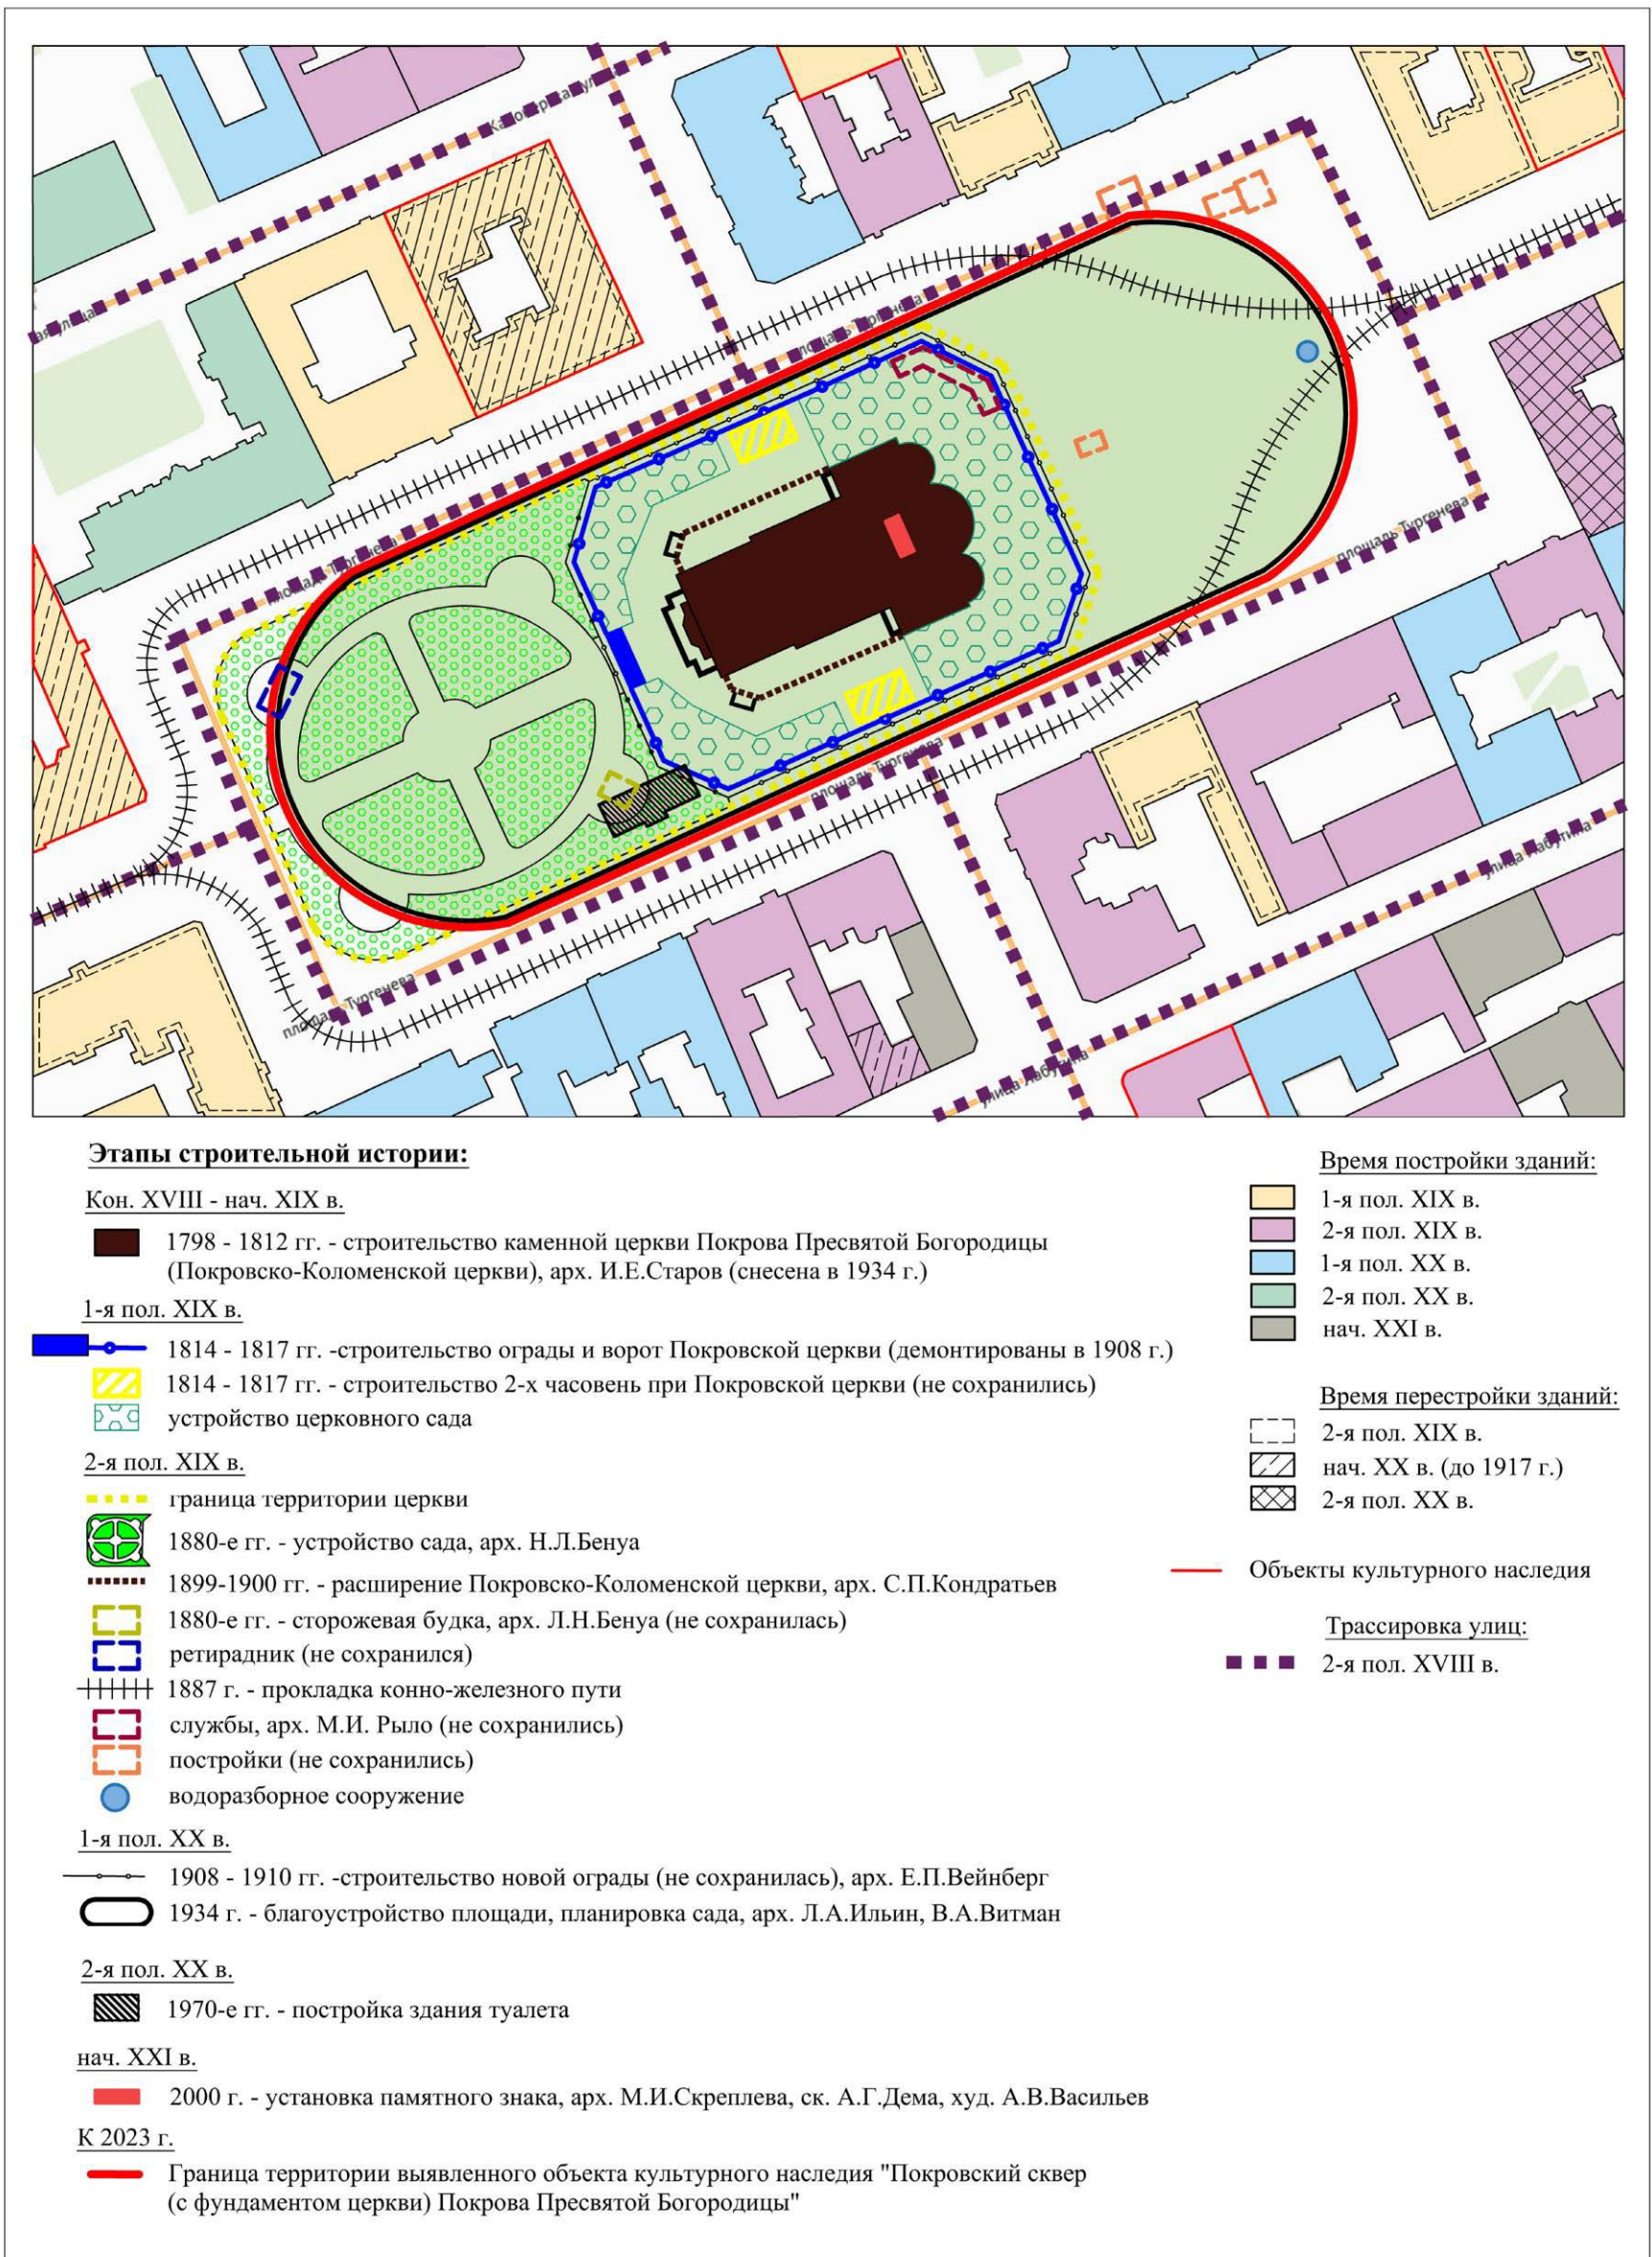 площадь Тургенева
площадь Тургенева
площадь Тургенева
площадь Тургенева
площадь Тургенева
улица Лабутина
улица Лабутина
Этапы строительной истории:
Кон. XVIII - нач. XIX в.
1798 - 1812 гг. - строительство каменной церкви Покрова Пресвятой Богородицы
(Покровско-Коломенской церкви), арх. И.Е.Старов (снесена в 1934 г.)
1-я пол. XIX в.
1814 - 1817 гг. -строительство ограды и ворот Покровской церкви (демонтированы в 1908 г.)
1814 - 1817 гг. - строительство 2-х часовень при Покровской церкви (не сохранились)
устройство церковного сада
2-я пол. XIX в.
граница территории церкви
1880-е гг. - устройство сада, арх. Н.Л.Бенуа
1899-1900 гг. - расширение Покровско-Коломенской церкви, арх. С.П.Кондратьев
1880-е гг. - сторожевая будка, арх. Л.Н.Бенуа (не сохранилась)
ретирадник (не сохранился)
1887 г. - прокладка конно-железного пути
службы, арх. М.И. Рыло (не сохранились)
постройки (не сохранились)
водоразборное сооружение
1-я пол. XX в.
1908 - 1910 гг. -строительство новой ограды (не сохранилась), арх. Е.П.Вейнберг
1934 г. - благоустройство площади, планировка сада, арх. Л.А.Ильин, В.А.Витман
2-я пол. XX в.
1970-е гг. - постройка здания туалета
нач. XXI в.
2000 г. - установка памятного знака, арх. М.И.Скреплева, ск. А.Г.Дема, худ. А.В.Васильев
К 2023 г.
Граница территории выявленного объекта культурного наследия "Покровский сквер
(с фундаментом церкви) Покрова Пресвятой Богородицы"
Время постройки зданий:
1-я пол. XIX в.
2-я пол. XIX в.
1-я пол. XX в.
2-я пол. XX в.
нач. XXI в.
Время перестройки зданий:
2-я пол. XIX в.
нач. XX в. (до 1917 г.)
2-я пол. XX в.
Объекты культурного наследия
Трассировка улиц:
2-я пол. XVIII в.